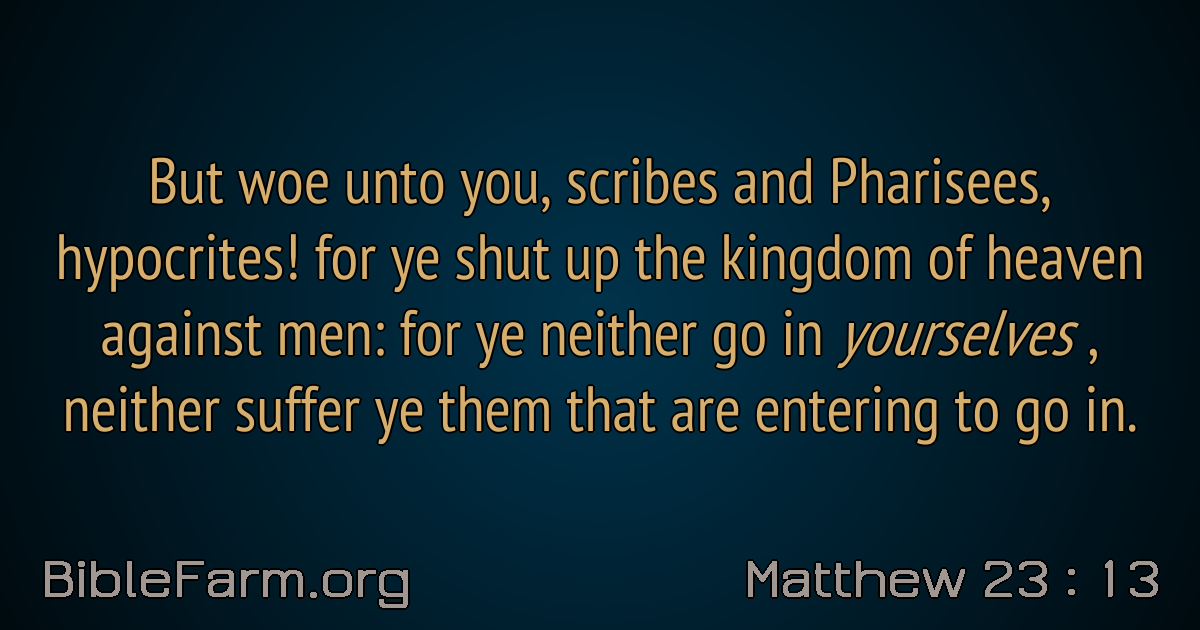 But woe unto you, scribes and Pharisees,
hypocrites! for ye shut up the kingdom of heaven
against men: for ye neither go in yourselves ,
neither suffer ye them that are entering to go in.
BibleFarm.org
Matthew 23 : 13